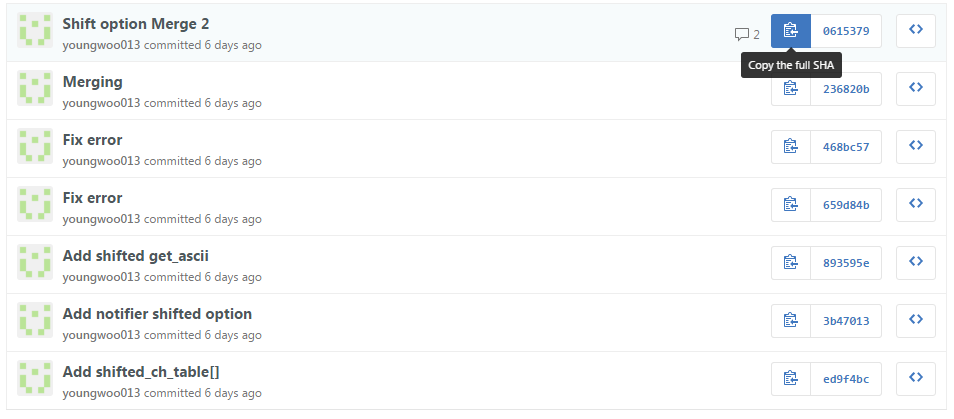 Shift option Merge 2
youngwoo013 committed 6 days ago
2
0615379
Copy the full SHA
Merging
youngwoo013 committed 6 days ago
236820b
Fix error
youngwoo013 committed 6 days ago
468bc57
Fix error
youngwoo013 committed 6 days ago
659d84b
Add shifted get_ascii
youngwoo013 committed 6 days ago
893595e
Add notifier shifted option
youngwoo013 committed 6 days ago
3b47013
Add shifted_ch_table[]
youngwoo013 committed 6 days ago
ed9f4bc